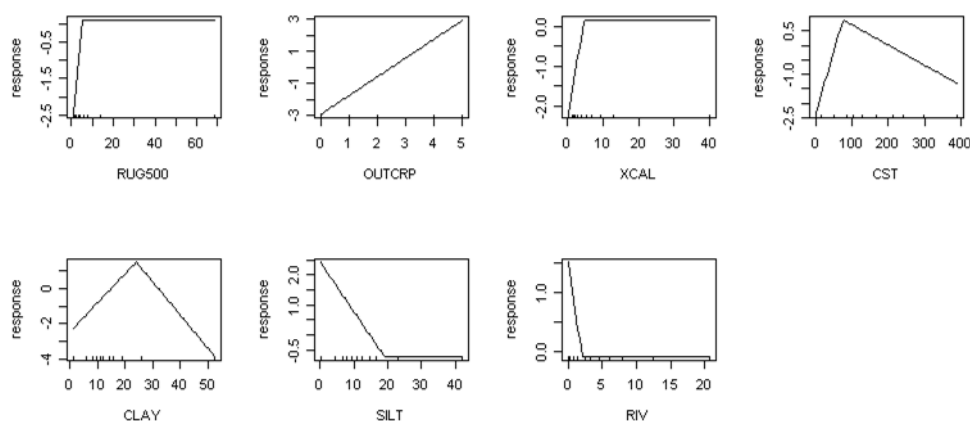 response
-2.5 -1.5 -0.5
0 20 40 60
RUG500
response
-3 -1 1 3
0 1 2 3 4 5
OUTCRP
response
-2.0 -1.0 0.0
0 10 20 30 40
XCAL
response
-2.5 -1.0 0.5
0 100 200 300 400
CST
response
-4 -2 0
0 10 20 30 40 50
CLAY
response
-0.5 1.0 2.0
0 10 20 30 40
SILT
response
0.0 1.0
0 5 10 15 20
RIV